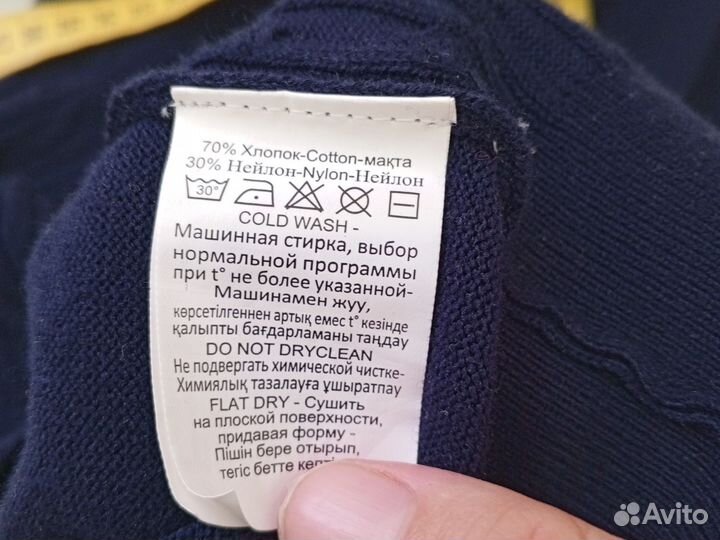 70% Хлопок-Cotton-мақта
30% Нейлон-Nylon-Нейлон
30°
COLD WASH -
Машинная стирка, выбор
нормальной программы
при t° не более указанной-
Машинамен жуу,
көрсетілгеннен артық емес t° кезінде
қалыпты бағдарламаны таңдау
DO NOT DRYCLEAN
Не подвергать химической чистке-
Химиялық тазалауға ұшыратпау
FLAT DRY - Сушить
на плоской поверхности,
придавая форму -
Пішін бере отырып,
тегіс бетте
Avito